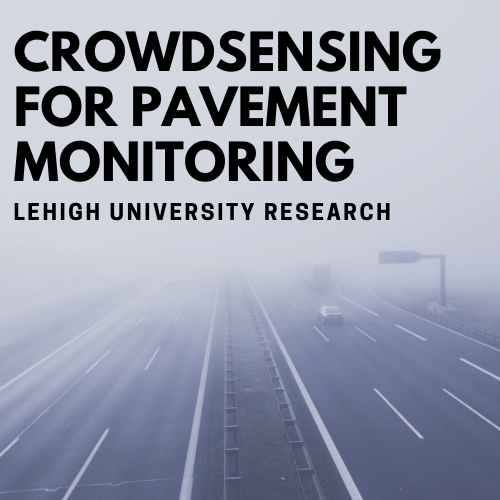 CROWDSENSING
FOR PAVEMENT
MONITORING
LEHIGH UNIVERSITY RESEARCH